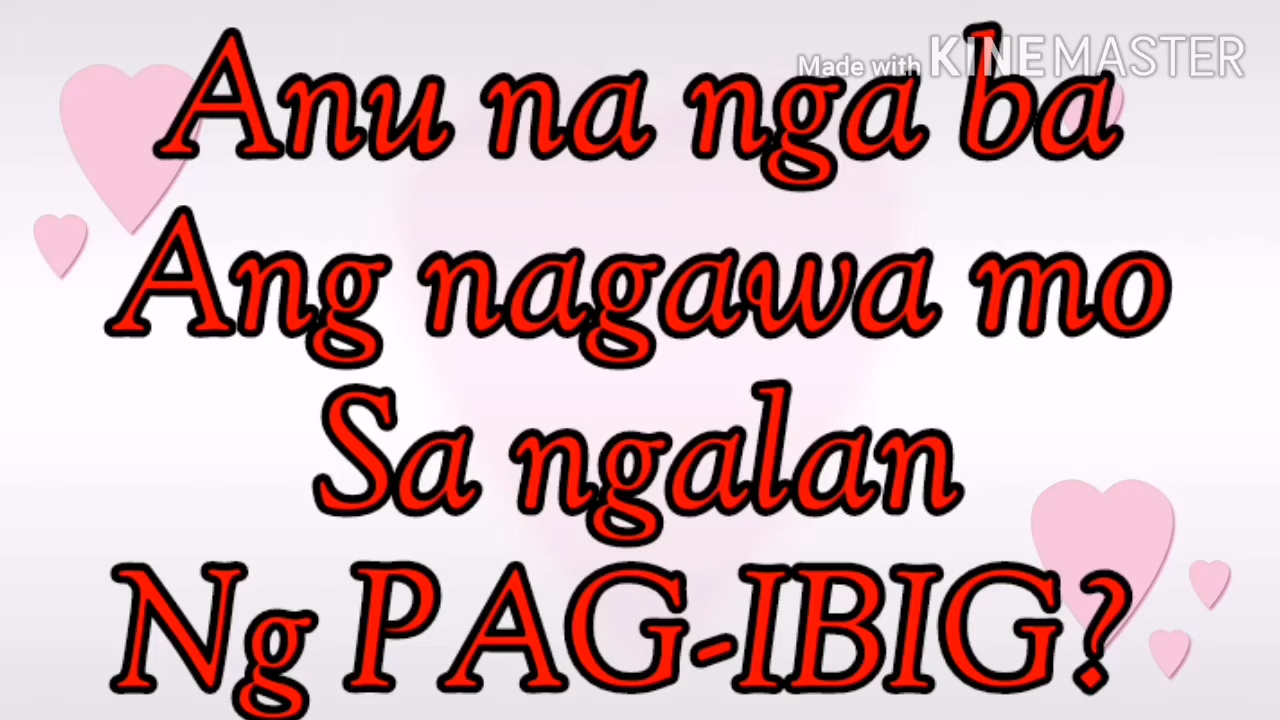 Made with KINEMASTER
Anu na nga ba
Ang nagawa mo
Sa ngalan
Ng PAG-IBIG?